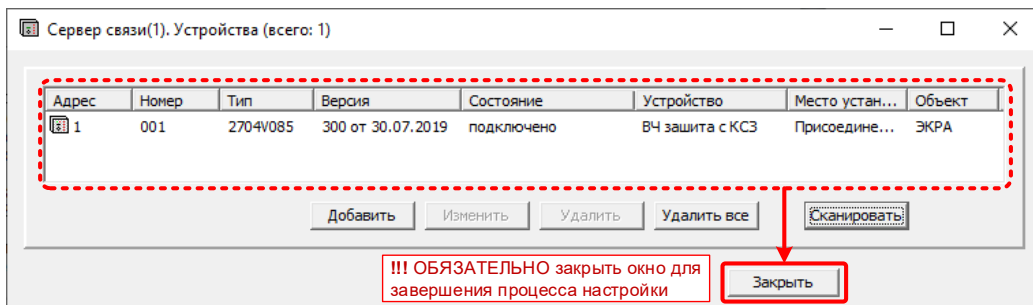 Сервер связи(1). Устройства (всего: 1)
Адрес Номер Тип Версия Состояние Устройство Место устан... Объект
1 001 2704V085 300 от 30.07.2019 подключено ВЧ зашита с КСЗ Присоедине... ЭКРА
Добавить Изменить Удалить Удалить все Сканировать
!!! ОБЯЗАТЕЛЬНО закрыть окно для
завершения процесса настройки
Закрыть